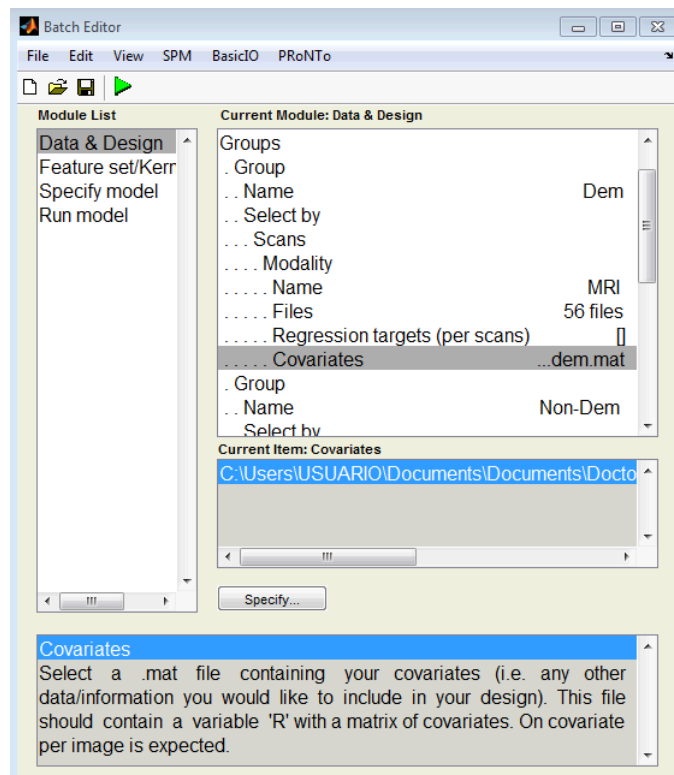 Batch Editor
File Edit View SPM BasicIO PRoNTo
Module List
Data & Design
Feature set/Kerr
Specify model
Run model
Current Module: Data & Design
Groups
. Group
. . Name Dem
. . Select by
. . . Scans
. . . . Modality
. . . . . Name MRI
. . . . . Files 56 files
. . . . . Regression targets (per scans) []
. . . . . Covariates ...dem.mat
. Group
. . Name Non-Dem
Select by
Current Item: Covariates
C:\Users\USUARIO\Documents\Documents\Docto
Specify...
Covariates
Select a .mat file containing your covariates (i.e. any other
data/information you would like to include in your design). This file
should contain a variable 'R' with a matrix of covariates. On covariate
per image is expected.